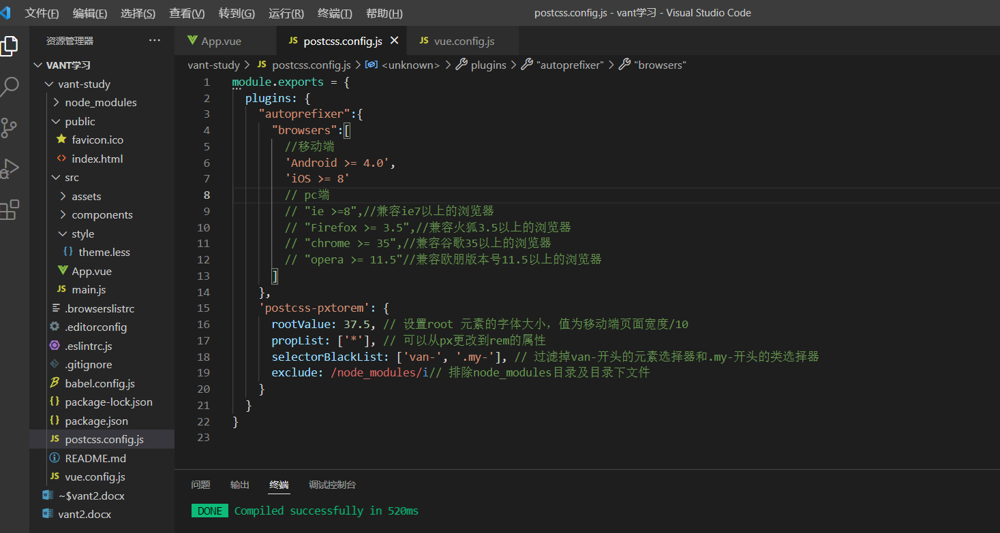 文件(F) 编辑(E) 选择(S) 查看(V) 转到(G) 运行(R) 终端(T) 帮助(H) postcss.config.js - vant学习 - Visual Studio Code
资源管理器 ···
VANT学习
vant-study
node_modules
public
favicon.ico
<> index.html
src
assets
components
style
{} theme.less
App.vue
JS main.js
.browserslistrc
.editorconfig
.eslintrc.js
.gitignore
babel.config.js
{} package-lock.json
{} package.json
JS postcss.config.js
README.md
JS vue.config.js
~$vant2.docx
vant2.docx
App.vue JS postcss.config.js × JS vue.config.js
vant-study > JS postcss.config.js > <unknown> > plugins > "autoprefixer" > "browsers"
1 module.exports = {
2 plugins: {
3 "autoprefixer":{
4 "browsers":[
5 //移动端
6 'Android >= 4.0',
7 'iOS >= 8'
8 // pc端
9 // "ie >=8",//兼容ie7以上的浏览器
10 // "Firefox >= 3.5",//兼容火狐3.5以上的浏览器
11 // "chrome >= 35",//兼容谷歌35以上的浏览器
12 // "opera >= 11.5"//兼容欧朋版本号11.5以上的浏览器
13 ]
14 },
15 'postcss-pxtorem': {
16 rootValue: 37.5, // 设置root 元素的字体大小，值为移动端页面宽度/10
17 propList: ['*'], // 可以从px更改到rem的属性
18 selectorBlackList: ['van-', '.my-'], // 过滤掉van-开头的元素选择器和.my-开头的类选择器
19 exclude: /node_modules/i// 排除node_modules目录及目录下文件
20 }
21 }
22 }
23
问题 输出 终端 调试控制台
DONE Compiled successfully in 520ms